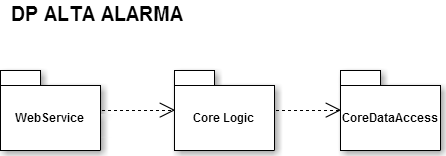 DP ALTA ALARMA
WebService
Core Logic
CoreDataAccess